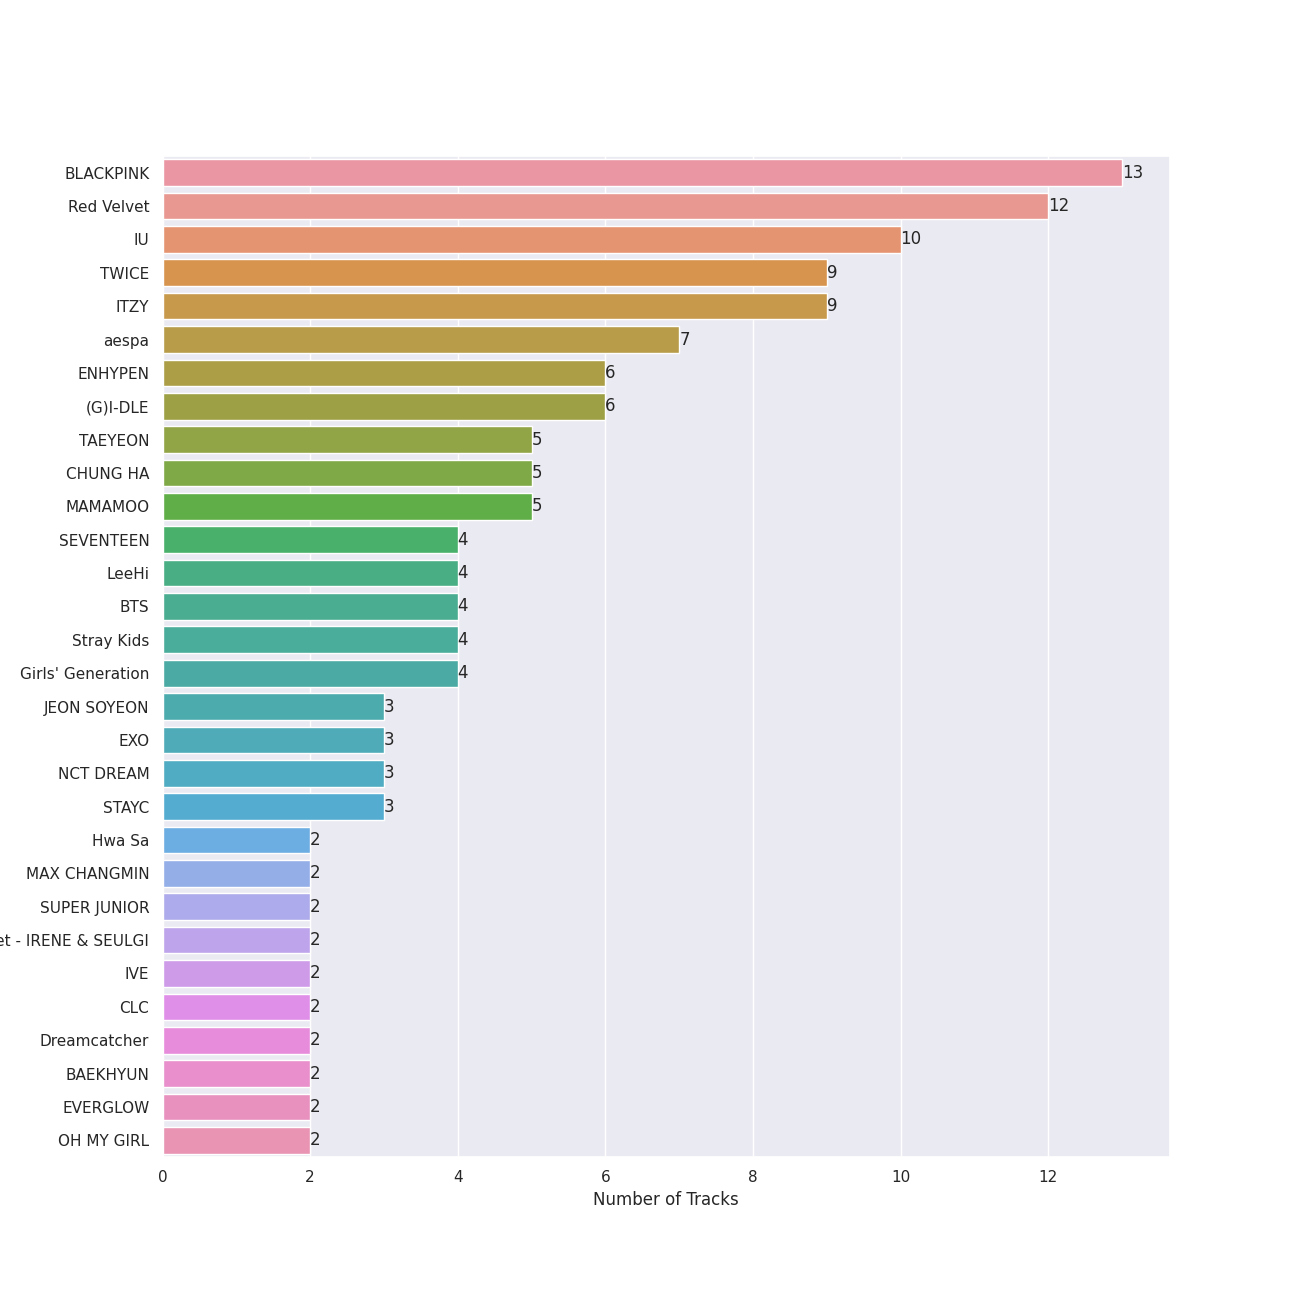 BLACKPINK 13
Red Velvet 12
IU 10
TWICE 9
ITZY 9
aespa 7
ENHYPEN 6
(G)I-DLE 6
TAEYEON 5
CHUNG HA 5
MAMAMOO 5
SEVENTEEN 4
LeeHi 4
BTS 4
Stray Kids 4
Girls' Generation 4
JEON SOYEON 3
EXO 3
NCT DREAM 3
STAYC 3
Hwa Sa 2
MAX CHANGMIN 2
SUPER JUNIOR 2
et - IRENE & SEULGI 2
IVE 2
CLC 2
Dreamcatcher 2
BAEKHYUN 2
EVERGLOW 2
OH MY GIRL 2
0 2 4 6 8 10 12
Number of Tracks